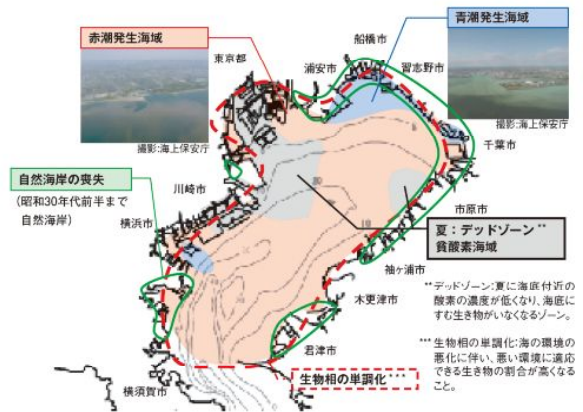 赤潮発生海域
青潮発生海域
東京都
浦安市
船橋市
習志野市
撮影:海上保安庁
撮影:海上保安庁
千葉市
自然海岸の喪失
(昭和30年代前半まで
自然海岸)
川崎市
横浜市
市原市
夏:デッドゾーン**
貧酸素海域
袖ヶ浦市
木更津市
君津市
横須賀市
生物相の単調化***
**デッドゾーン:夏に海底付近の
酸素の濃度が低くなり、海底に
すむ生き物がいなくなるゾーン。
***生物相の単調化:海の環境の
悪化に伴い、悪い環境に適応
できる生き物の割合が高くなる
こと。